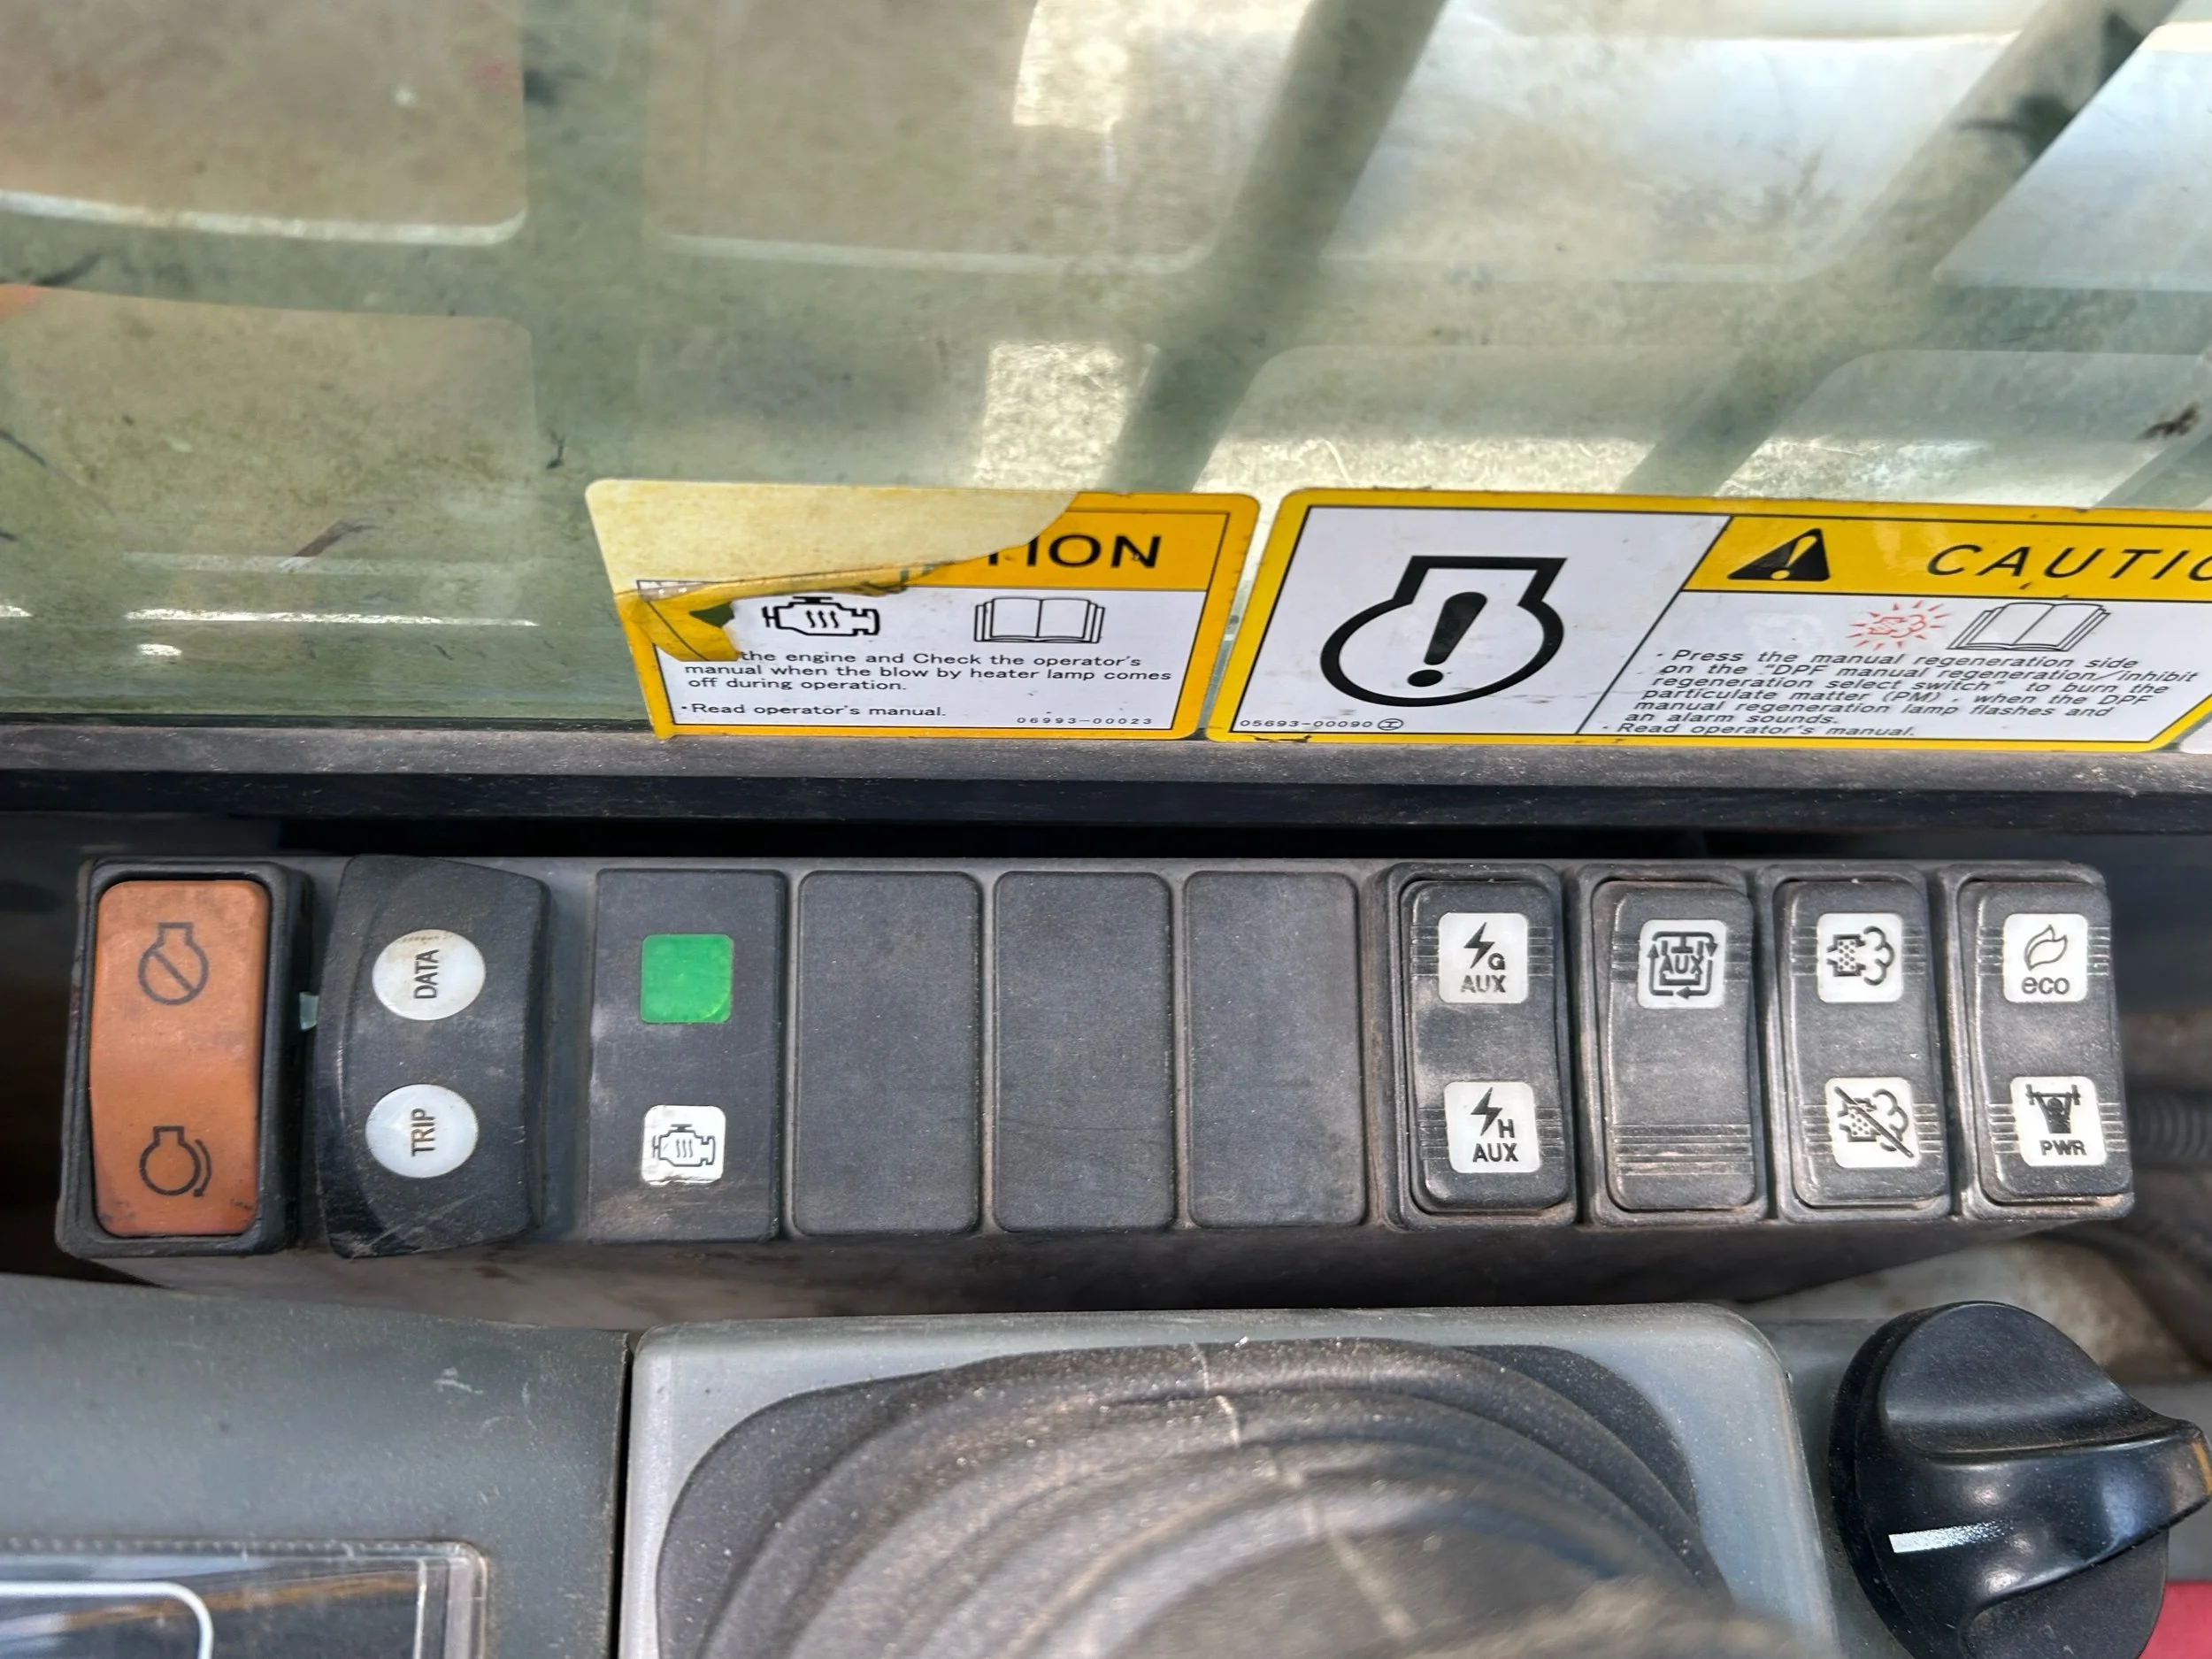 TION
the engine and Check the operator's
manual when the blow by heater lamp comes
off during operation.
·Read operator's manual.
06993-00023
05693-00090
· Press the manual regeneration side
on the "DPF manual regeneration/inhibit
regeneration select switch" to burn the
particulate matter (PM), when the DPF
manual regeneration lamp flashes and
an alarm sounds.
· Read operator's manual.
DATA
TRIP
G
AUX
H
AUX
AUX
eco
PWR